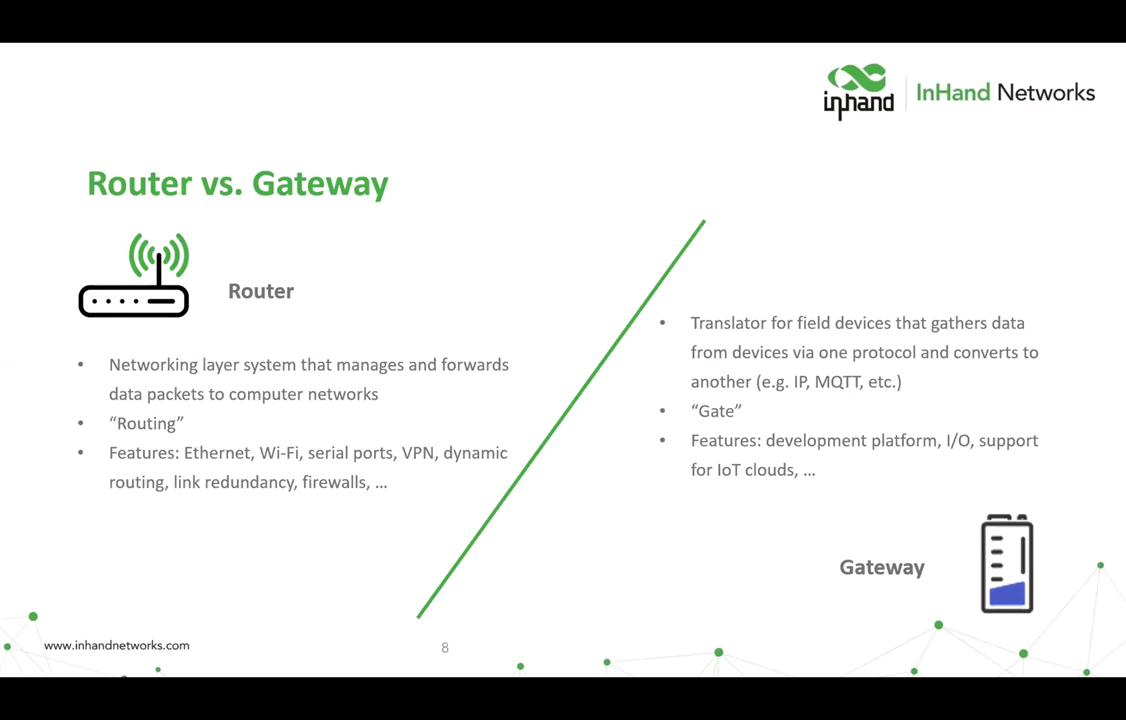 inhand
InHand Networks
Router vs. Gateway
Router
• Networking layer system that manages and forwards
data packets to computer networks
• “Routing”
• Features: Ethernet, Wi-Fi, serial ports, VPN, dynamic
routing, link redundancy, firewalls, ...
• Translator for field devices that gathers data
from devices via one protocol and converts to
another (e.g. IP, MQTT, etc.)
• “Gate”
• Features: development platform, I/O, support
for IoT clouds, ...
Gateway
www.inhandnetworks.com
8